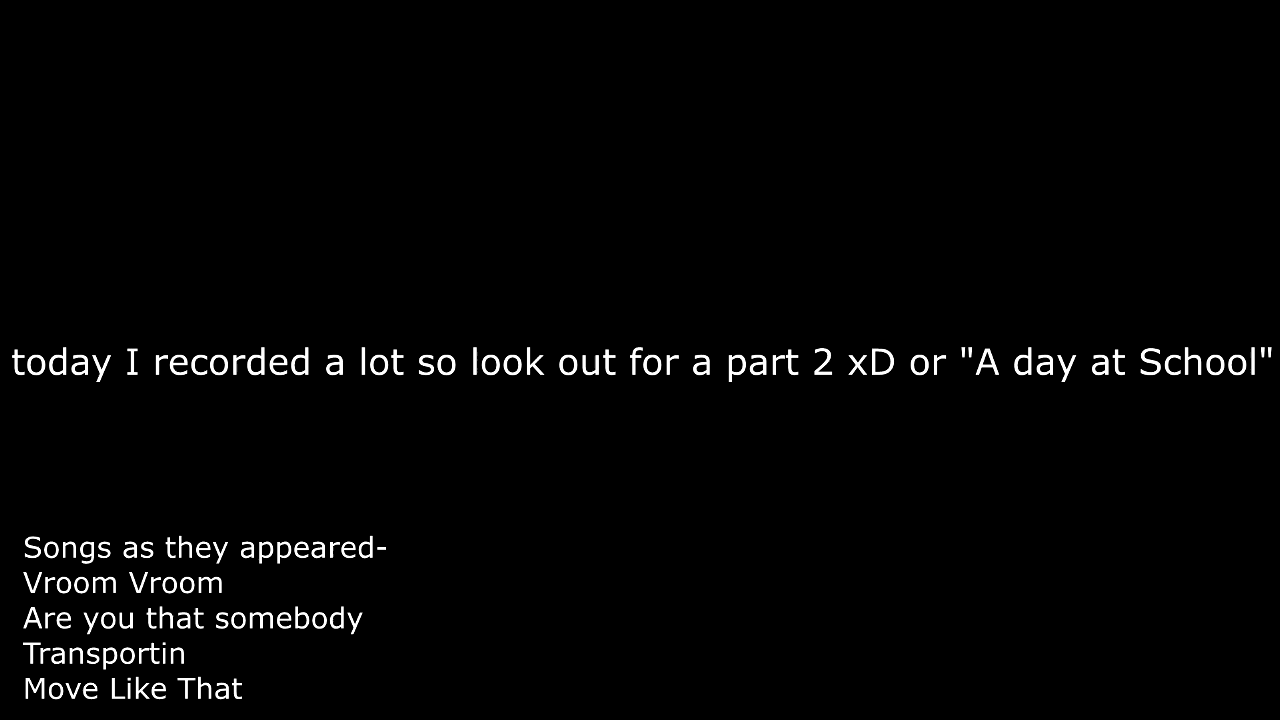 today I recorded a lot so look out for a part 2 xD or "A day at School"
Songs as they appeared-
Vroom Vroom
Are you that somebody
Transportin
Move Like That